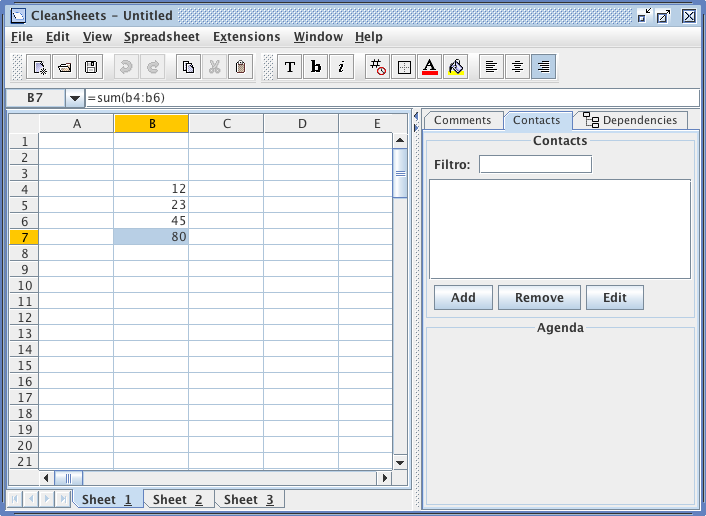 CleanSheets – Untitled
File Edit View Spreadsheet Extensions Window Help
T b i A
B7 =sum(b4:b6)
A B C D E
1
2
3
4 12
5 23
6 45
7 80
8
9
10
11
12
13
14
15
16
17
18
19
20
21
Sheet 1 Sheet 2 Sheet 3
Comments Contacts Dependencies
Contacts
Filtro:
Add Remove Edit
Agenda